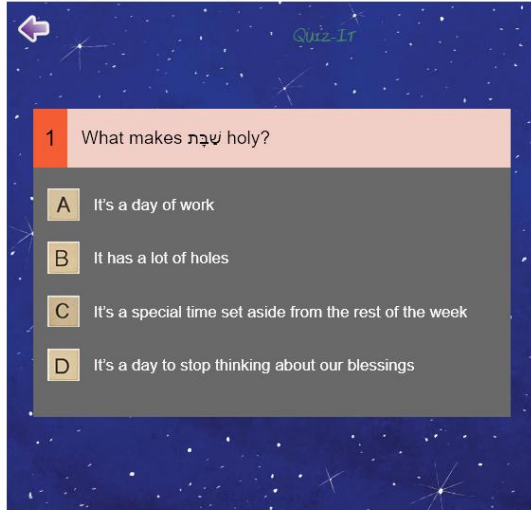 Quiz-It
1 What makes שַׁבָּת holy?
A It's a day of work
B It has a lot of holes
C It's a special time set aside from the rest of the week
D It's a day to stop thinking about our blessings